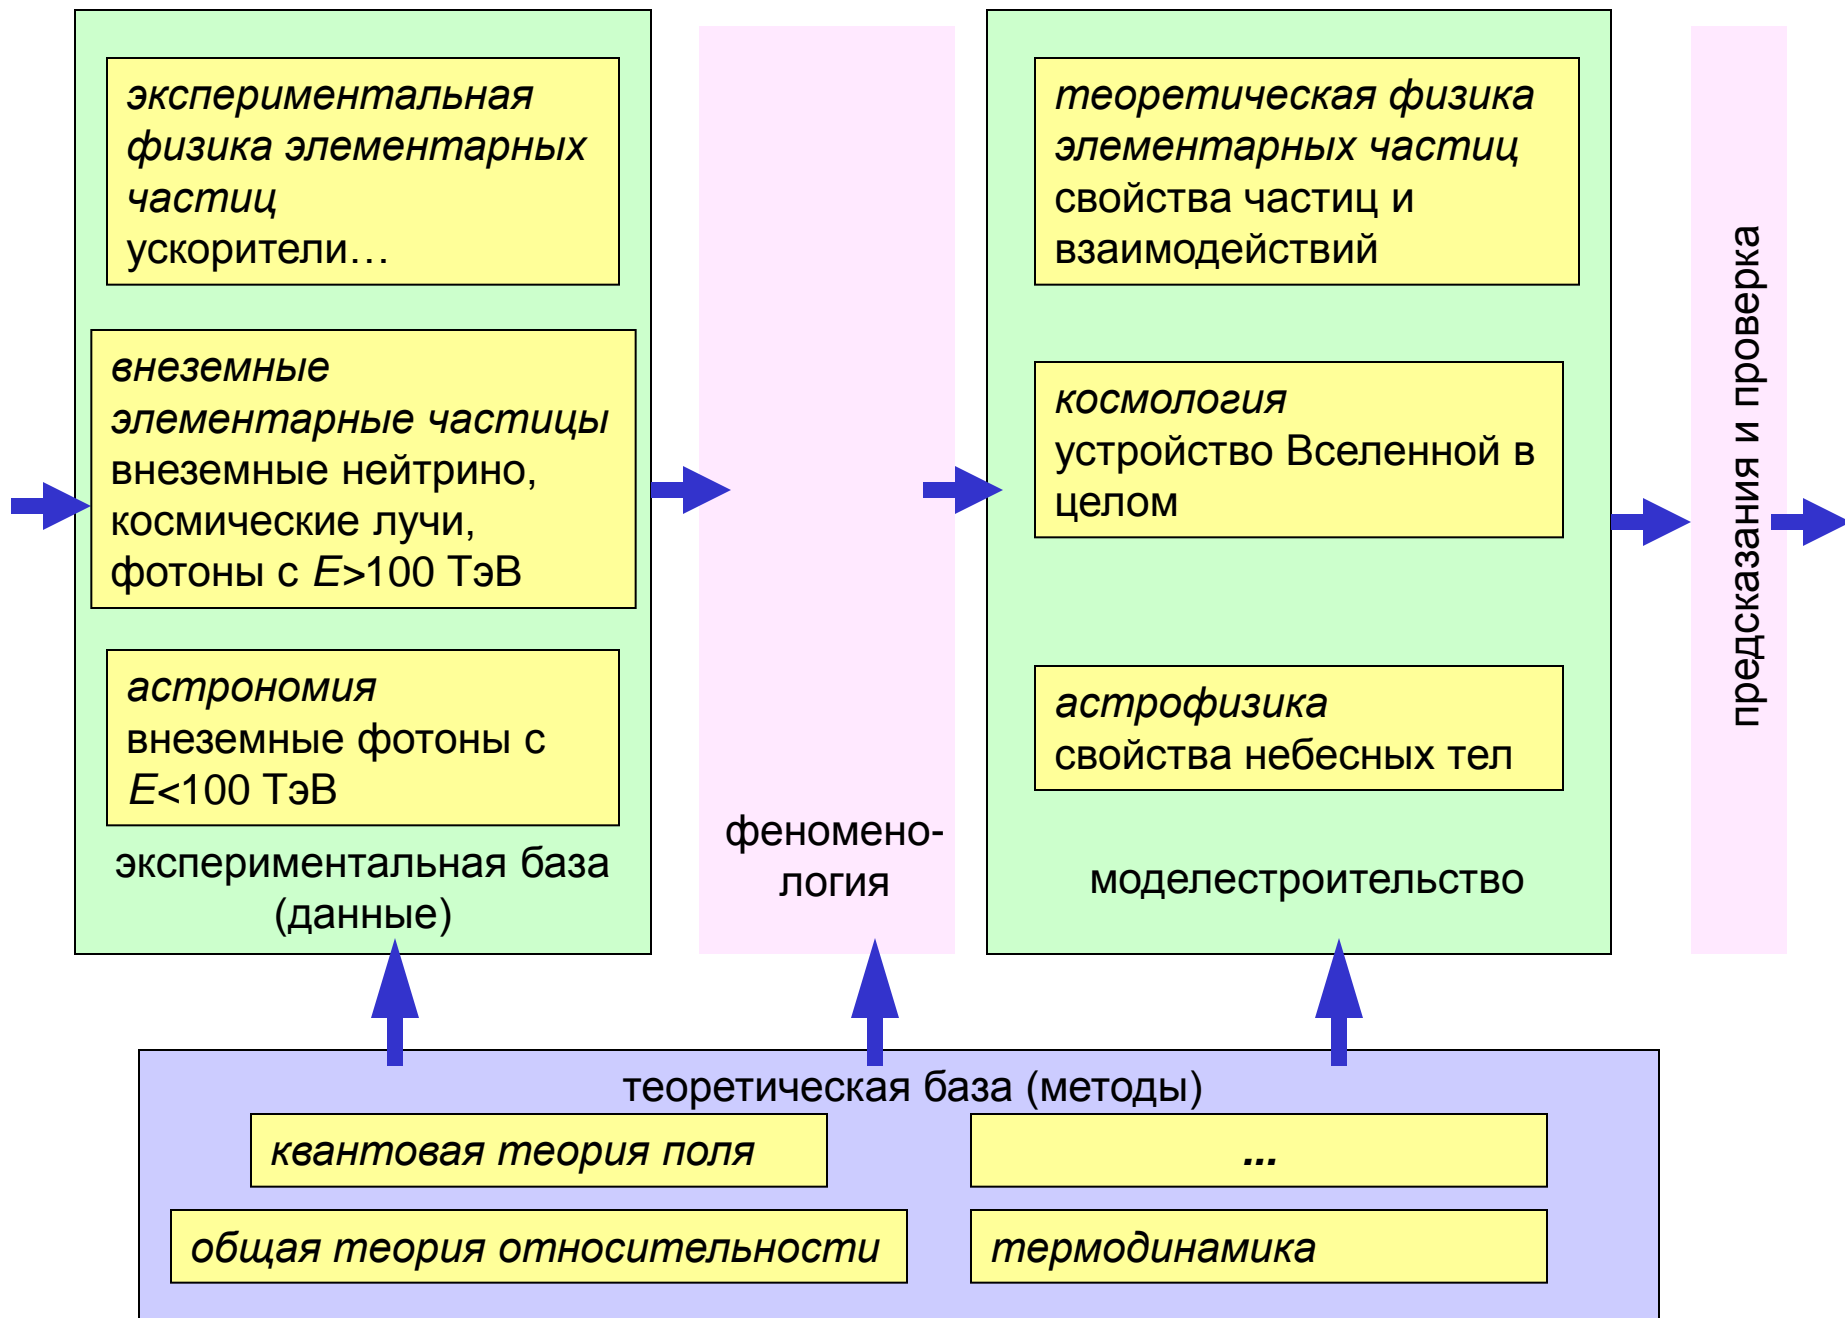 экспериментальная
физика элементарных
частиц
ускорители…
внеземные
элементарные частицы
внеземные нейтрино,
космические лучи,
фотоны с E>100 ТэВ
астрономия
внеземные фотоны с
E<100 ТэВ
экспериментальная база
(данные)
феномено-
логия
теоретическая физика
элементарных частиц
свойства частиц и
взаимодействий
космология
устройство Вселенной в
целом
астрофизика
свойства небесных тел
моделестроительство
предсказания и проверка
теоретическая база (методы)
квантовая теория поля
...
общая теория относительности
термодинамика